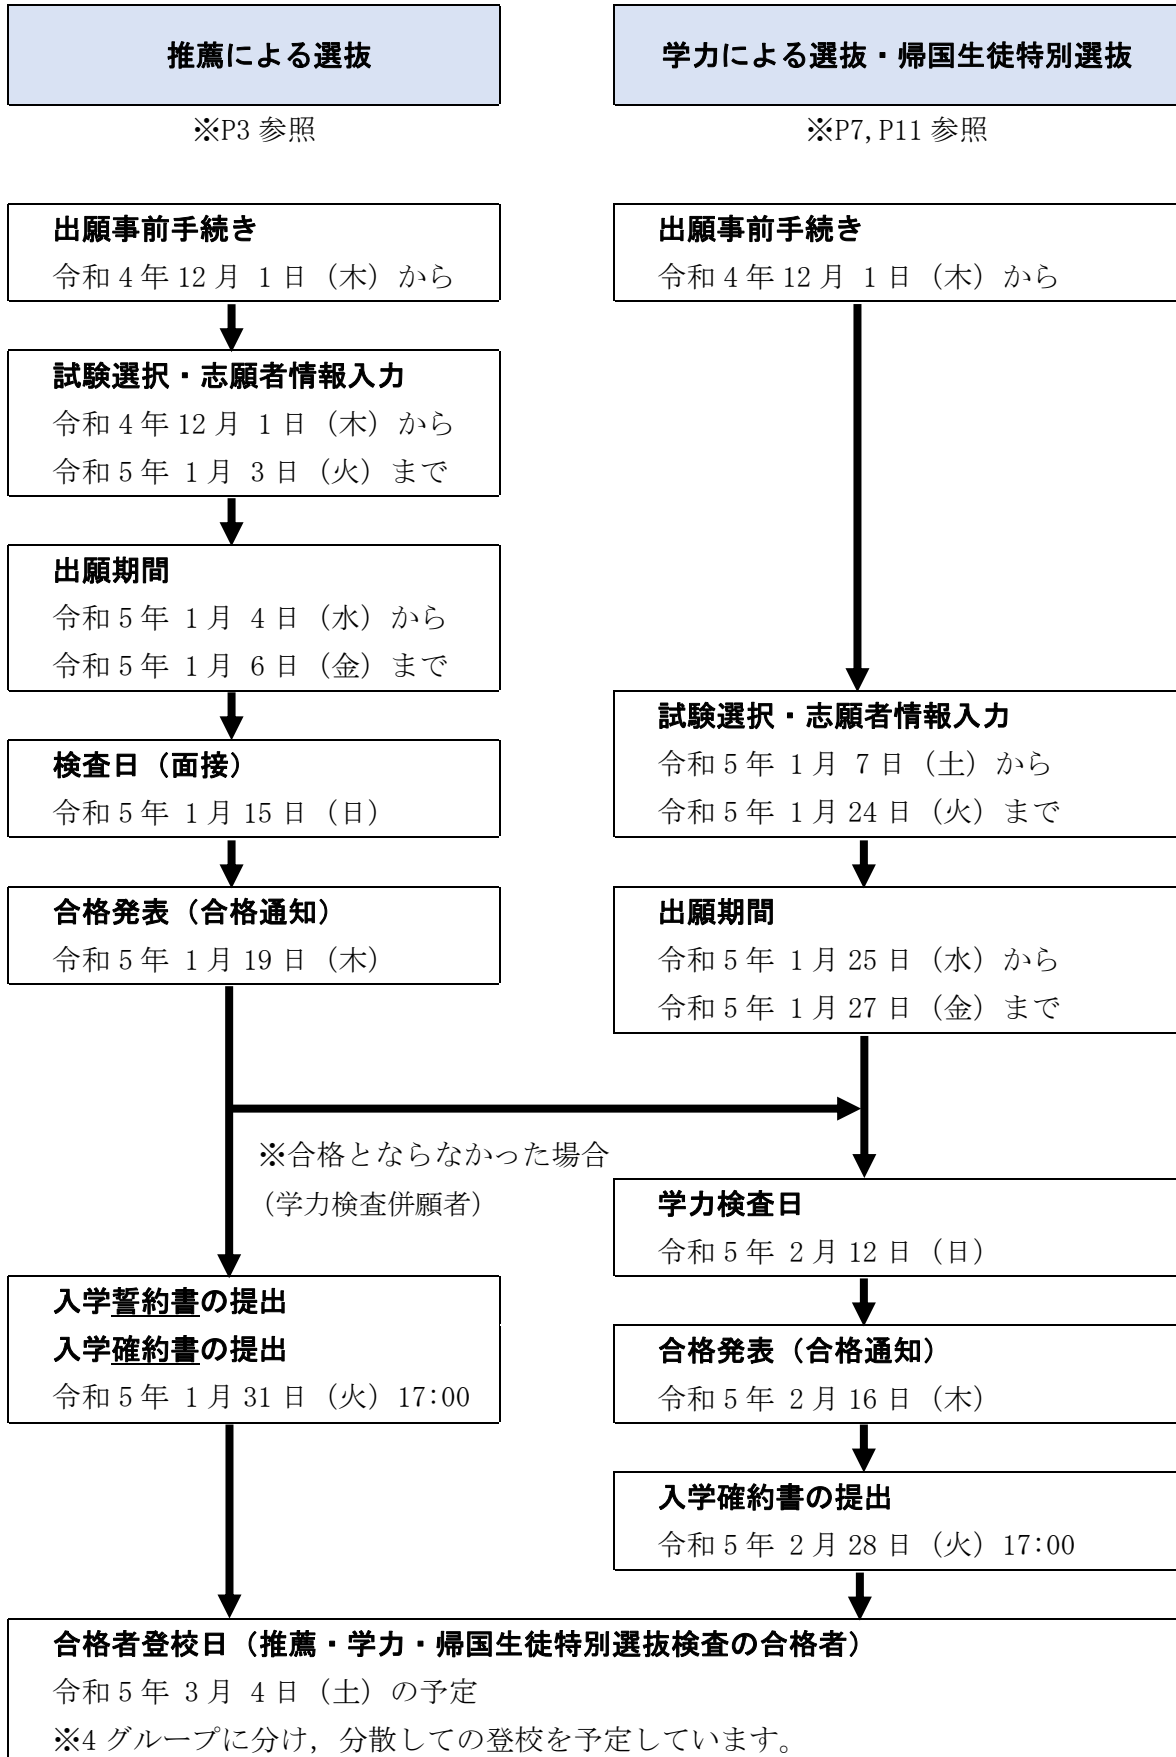 推薦による選抜
※P3 参照
出願事前手続き
令和 4 年 12 月 1 日（木）から
試験選択・志願者情報入力
令和 4 年 12 月 1 日（木）から
令和 5 年 1 月 3 日（火）まで
出願期間
令和 5 年 1 月 4 日（水）から
令和 5 年 1 月 6 日（金）まで
検査日（面接）
令和 5 年 1 月 15 日（日）
合格発表（合格通知）
令和 5 年 1 月 19 日（木）
※合格とならなかった場合
（学力検査併願者）
入学誓約書の提出
入学確約書の提出
令和 5 年 1 月 31 日（火）17:00
学力による選抜・帰国生徒特別選抜
※P7, P11 参照
出願事前手続き
令和 4 年 12 月 1 日（木）から
試験選択・志願者情報入力
令和 5 年 1 月 7 日（土）から
令和 5 年 1 月 24 日（火）まで
出願期間
令和 5 年 1 月 25 日（水）から
令和 5 年 1 月 27 日（金）まで
学力検査日
令和 5 年 2 月 12 日（日）
合格発表（合格通知）
令和 5 年 2 月 16 日（木）
入学確約書の提出
令和 5 年 2 月 28 日（火）17:00
合格者登校日（推薦・学力・帰国生徒特別選抜検査の合格者）
令和 5 年 3 月 4 日（土）の予定
※4 グループに分け，分散しての登校を予定しています。